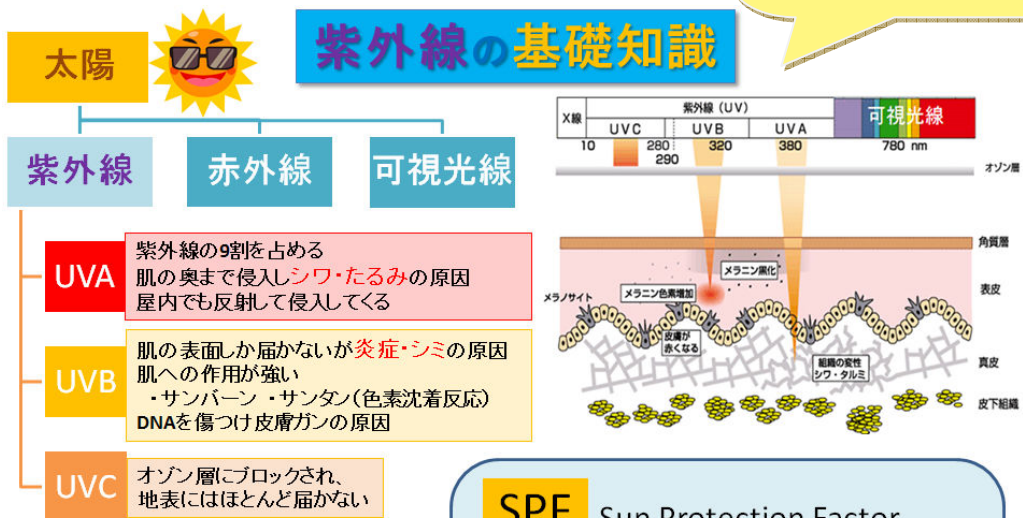 紫外線の基礎知識
太陽
紫外線
赤外線
可視光線
UVA
紫外線の9割を占める
肌の奥まで侵入しシワ・たるみの原因
屋内でも反射して侵入してくる
UVB
肌の表面しか届かないが炎症・シミの原因
肌への作用が強い
・サンバーン ・サンタン(色素沈着反応)
DNAを傷つけ皮膚ガンの原因
UVC
オゾン層にブロックされ、
地表にはほとんど届かない
X線
紫外線 (UV)
可視光線
UVC
UVB
UVA
10
280
290
320
380
780 nm
オゾン層
角質層
メラニン黒化
メラニン色素増加
表皮
メラノサイト
皮膚が
赤くなる
組織の変性
シワ・タルミ
真皮
皮下組織
SPF Sun Protection Factor